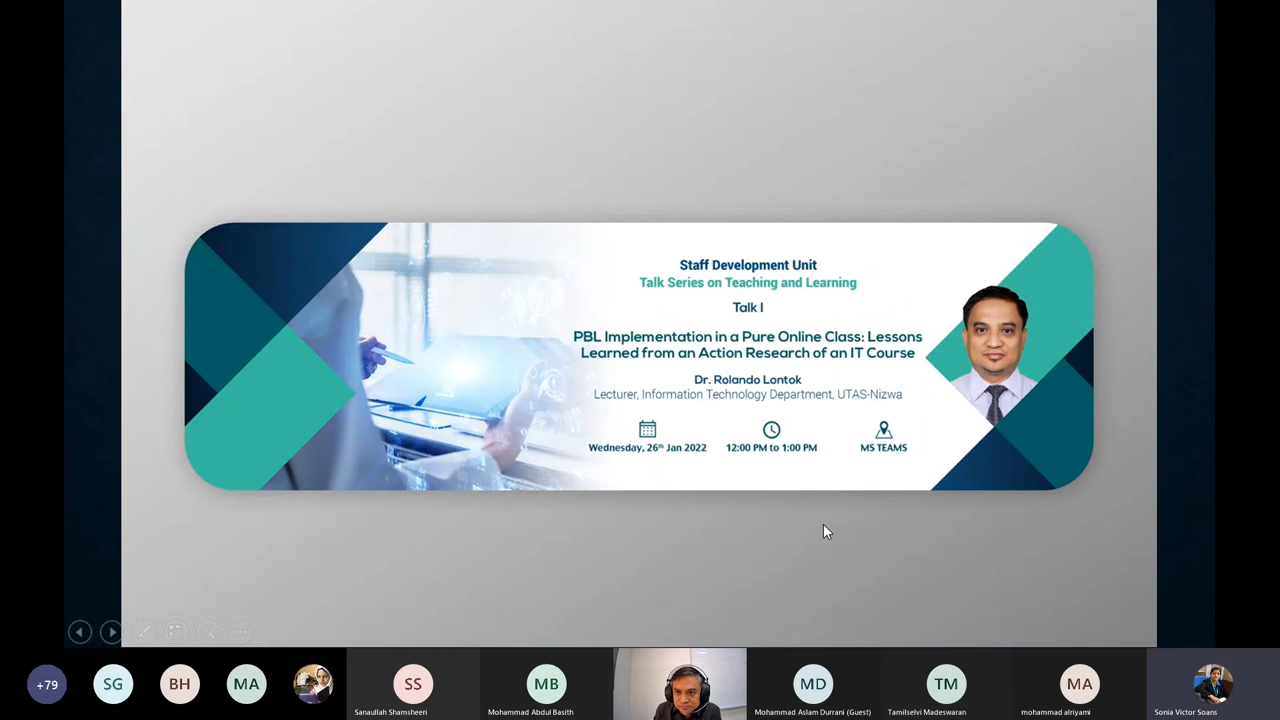 Staff Development Unit
Talk Series on Teaching and Learning
Talk I
PBL Implementation in a Pure Online Class: Lessons
Learned from an Action Research of an IT Course
Dr. Rolando Lontok
Lecturer, Information Technology Department, UTAS-Nizwa
Wednesday, 26th Jan 2022
12:00 PM to 1:00 PM
MS TEAMS
+79
SG
BH
MA
SS
MB
MD
TM
MA
Sanaullah Shamsheeri
Mohammad Abdul Basith
Mohammad Aslam Durrani (Guest)
Tamilselvi Madeswaran
mohammad alriyami
Sonia Victor Soans